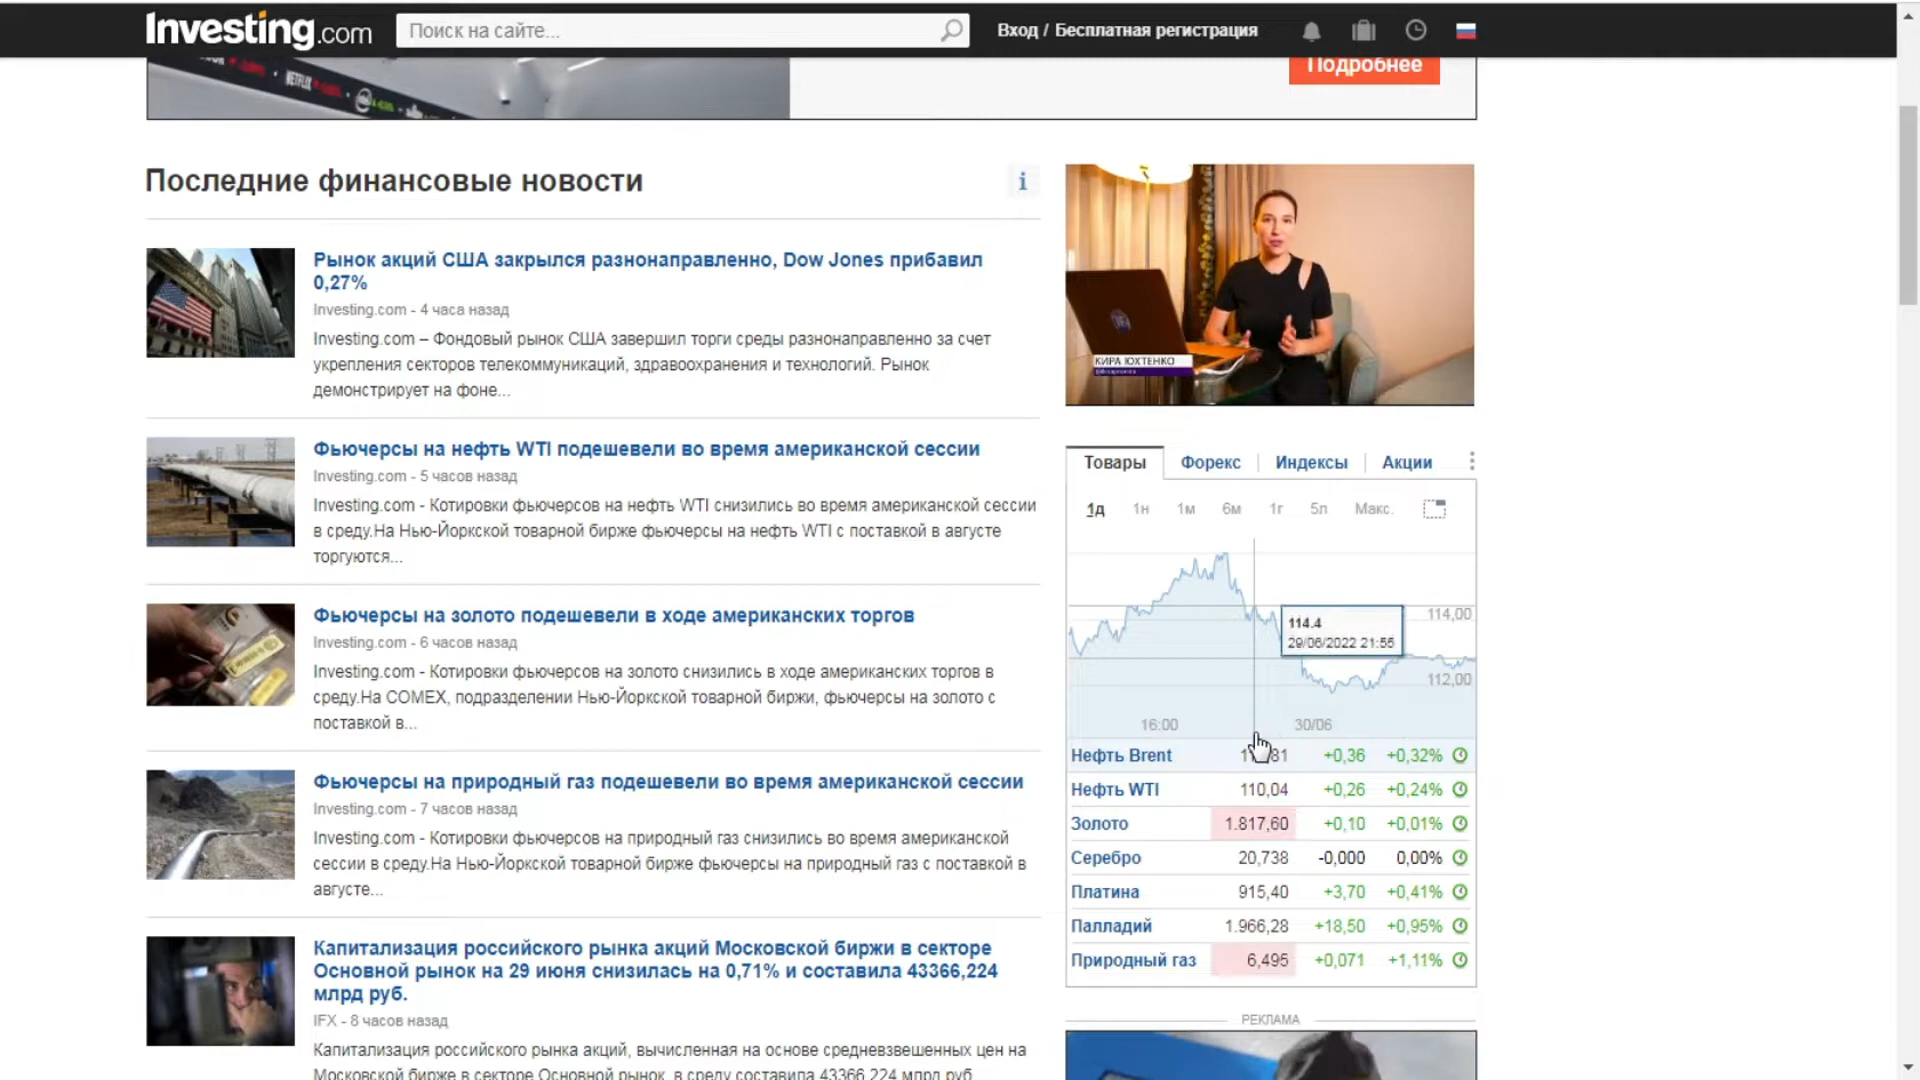 Investing.com
Поиск на сайте...
Вход / Бесплатная регистрация
NETFLIX
Подробнее
Последние финансовые новости
i
Рынок акций США закрылся разнонаправленно, Dow Jones прибавил
0,27%
Investing.com - 4 часа назад
Investing.com – Фондовый рынок США завершил торги среды разнонаправленно за счет
укрепления секторов телекоммуникаций, здравоохранения и технологий. Рынок
демонстрирует на фоне...
Фьючерсы на нефть WTI подешевели во время американской сессии
Investing.com - 5 часов назад
Investing.com - Котировки фьючерсов на нефть WTI снизились во время американской сессии
в среду.На Нью-Йоркской товарной бирже фьючерсы на нефть WTI с поставкой в августе
торгуются...
Фьючерсы на золото подешевели в ходе американских торгов
Investing.com - 6 часов назад
Investing.com - Котировки фьючерсов на золото снизились в ходе американских торгов в
среду.На COMEX, подразделении Нью-Йоркской товарной биржи, фьючерсы на золото с
поставкой в...
Фьючерсы на природный газ подешевели во время американской сессии
Investing.com - 7 часов назад
Investing.com - Котировки фьючерсов на природный газ снизились во время американской
сессии в среду.На Нью-Йоркской товарной бирже фьючерсы на природный газ с поставкой в
августе...
Капитализация российского рынка акций Московской биржи в секторе
Основной рынок на 29 июня снизилась на 0,71% и составила 43366,224
млрд руб.
IFX - 8 часов назад
Капитализация российского рынка акций, вычисленная на основе средневзвешенных цен на
Московской бирже в секторе Основной рынок, в среду составила 43366,224 млрд руб.
КИРА ЮХТЕНКО
Товары Форекс Индексы Акции
1д 1н 1м 6м 1г 5л Макс.
114.4
29/06/2022 21:55
114,00
112,00
16:00 30/06
Нефть Brent 81 +0,36 +0,32%
Нефть WTI 110,04 +0,26 +0,24%
Золото 1.817,60 +0,10 +0,01%
Серебро 20,738 -0,000 0,00%
Платина 915,40 +3,70 +0,41%
Палладий 1.966,28 +18,50 +0,95%
Природный газ 6,495 +0,071 +1,11%
РЕКЛАМА